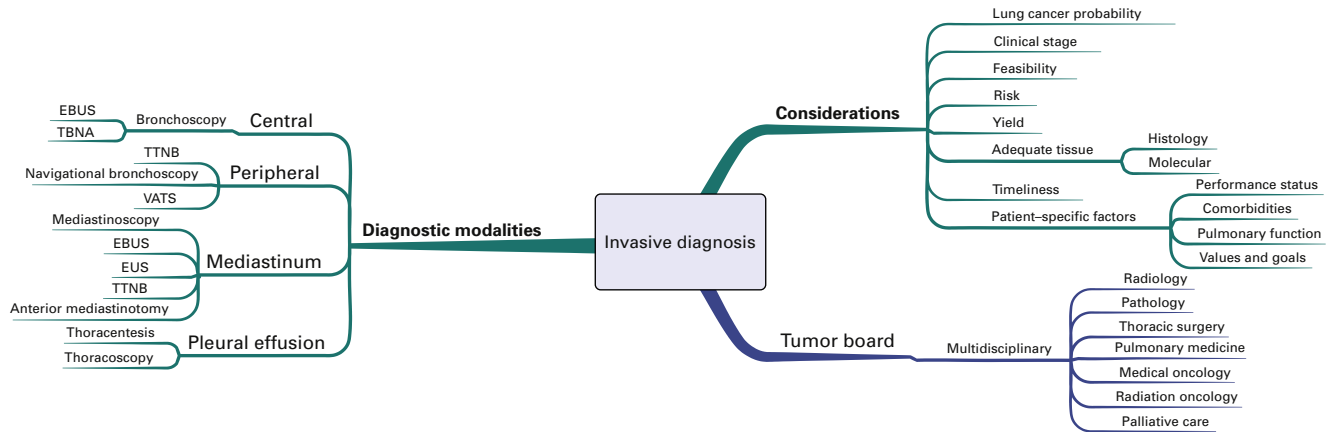 Invasive diagnosis
Diagnostic modalities
Central
Bronchoscopy
EBUS
TBNA
Peripheral
TTNB
Navigational bronchoscopy
VATS
Mediastinum
Mediastinoscopy
EBUS
EUS
TTNB
Anterior mediastinotomy
Pleural effusion
Thoracentesis
Thoracoscopy
Considerations
Lung cancer probability
Clinical stage
Feasibility
Risk
Yield
Adequate tissue
Histology
Molecular
Timeliness
Patient–specific factors
Performance status
Comorbidities
Pulmonary function
Values and goals
Tumor board
Multidisciplinary
Radiology
Pathology
Thoracic surgery
Pulmonary medicine
Medical oncology
Radiation oncology
Palliative care